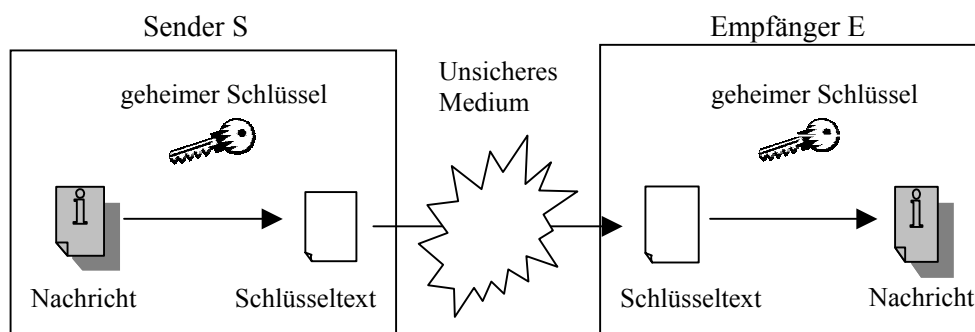 Sender S
Empfänger E
Unsicheres
Medium
geheimer Schlüssel
geheimer Schlüssel
Nachricht
Schlüsseltext
Schlüsseltext
Nachricht